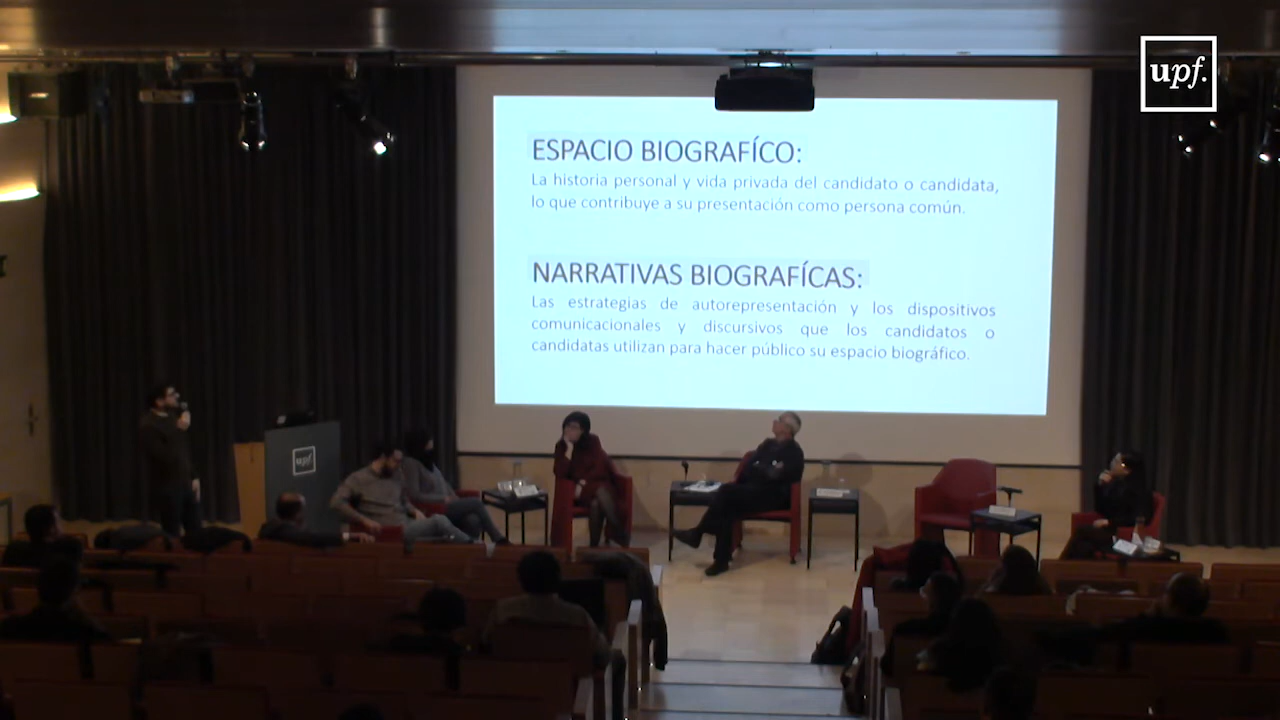 upf.
ESPACIO BIOGRAFÍCO:
La historia personal y vida privada del candidato o candidata,
lo que contribuye a su presentación como persona común.
NARRATIVAS BIOGRAFÍCAS:
Las estrategias de autorepresentación y los dispositivos
comunicacionales y discursivos que los candidatos o
candidatas utilizan para hacer público su espacio biográfico.
upf.